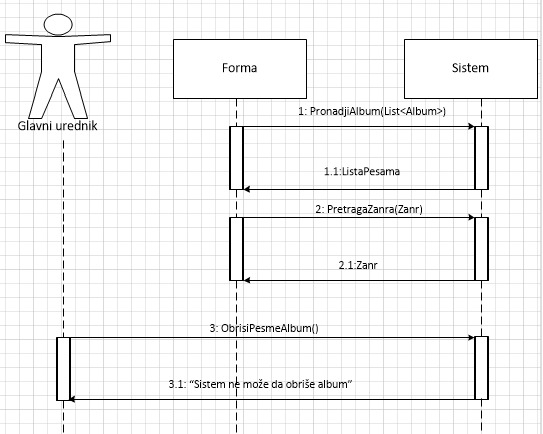 Glavni urednik
Forma
Sistem
1: PronadjiAlbum(List<Album>)
1.1:ListaPesama
2: PretragaZanra(Zanr)
2.1:Zanr
3: ObrisiPesmeAlbum()
3.1: “Sistem ne može da obriše album”